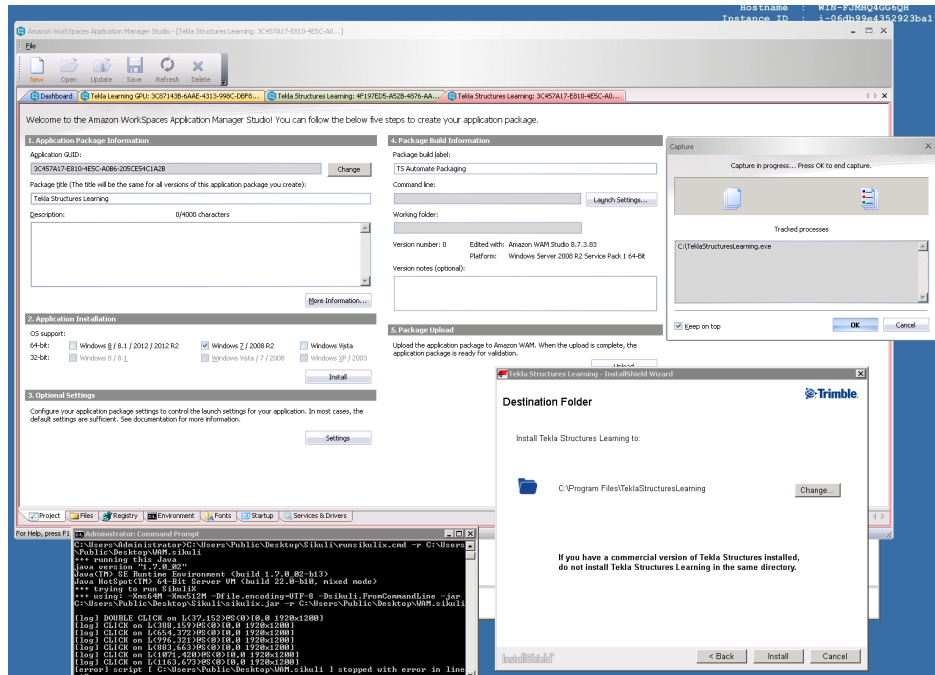 Hostname : WIN-FJMHQ4GG6QH
Instance ID : i-06db99e4352923ba1
Amazon WorkSpaces Application Manager Studio - [Tekla Structures Learning: 3C457A17-E810-4E5C-A0...]
File
New Open Update Save Refresh Delete
Dashboard Tekla Learning GPU: 3C87143B-6AAE-4313-998C-DBF8... Tekla Structures Learning: 4F197ED5-A52B-4876-AA... Tekla Structures Learning: 3C457A17-E810-4E5C-A0...
Welcome to the Amazon WorkSpaces Application Manager Studio! You can follow the below five steps to create your application package.
1. Application Package Information
Application GUID:
3C457A17-E810-4E5C-A0B6-205CE54C1A2B
Change
Package title (The title will be the same for all versions of this application package you create):
Tekla Structures Learning
Description: 0/4000 characters
More Information...
2. Application Installation
OS support:
64-bit: Windows 8 / 8.1 / 2012 / 2012 R2 Windows 7 / 2008 R2 Windows Vista
32-bit: Windows 8 / 8.1 Windows Vista / 7 / 2008 Windows XP / 2003
Install
3. Optional Settings
Configure your application package settings to control the launch settings for your application. In most cases, the
default settings are sufficient. See documentation for more information.
Settings
4. Package Build Information
Package build label:
TS Automate Packaging
Command line:
Launch Settings...
Working folder:
Version number: 0 Edited with: Amazon WAM Studio 8.7.3.83
Platform: Windows Server 2008 R2 Service Pack 1 64-Bit
Version notes (optional):
5. Package Upload
Upload the application package to Amazon WAM. When the upload is complete, the
application package is ready for validation.
Upload
Capture
Capture in progress... Press OK to end capture.
Tracked processes
C:\TeklaStructuresLearning.exe
Keep on top
OK Cancel
Tekla Structures Learning - InstallShield Wizard
Destination Folder
Trimble.
Install Tekla Structures Learning to:
C:\Program Files\TeklaStructuresLearning
Change...
If you have a commercial version of Tekla Structures installed,
do not install Tekla Structures Learning in the same directory.
InstallShield
< Back Install Cancel
Project Files Registry Environment Fonts Startup Services & Drivers
For Help, press F1
Administrator: Command Prompt
C:\Users\Administrator>C:\Users\Public\Desktop\Sikuli\runsikulix.cmd -r C:\Users
\Public\Desktop\WAM.sikuli
+++ running this Java
java version "1.7.0_02"
Java(TM) SE Runtime Environment (build 1.7.0_02-b13)
Java HotSpot(TM) 64-Bit Server VM (build 22.0-b10, mixed mode)
+++ trying to run SikuliX
+++ using: -Xms64M -Xmx512M -Dfile.encoding=UTF-8 -Dsikuli.FromCommandLine -jar
C:\Users\Public\Desktop\Sikuli\sikulix.jar -r C:\Users\Public\Desktop\WAM.sikuli
[log] DOUBLE CLICK on L(37,152)@S(0)[0,0 1920x1200]
[log] CLICK on L(388,159)@S(0)[0,0 1920x1200]
[log] CLICK on L(654,372)@S(0)[0,0 1920x1200]
[log] CLICK on L(996,321)@S(0)[0,0 1920x1200]
[log] CLICK on L(883,663)@S(0)[0,0 1920x1200]
[log] CLICK on L(1071,420)@S(0)[0,0 1920x1200]
[log] CLICK on L(1163,673)@S(0)[0,0 1920x1200]
[error] script [ C:\Users\Public\Desktop\WAM.sikuli ] stopped with error in line